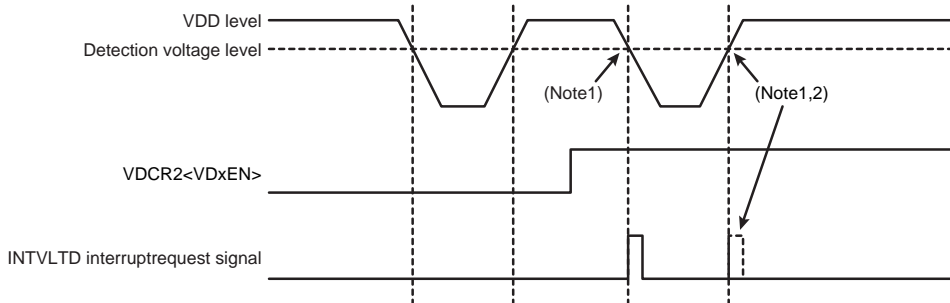 VDD level
Detection voltage level
(Note1)
(Note1,2)
VDCR2<VDxEN>
INTVLTD interruptrequest signal